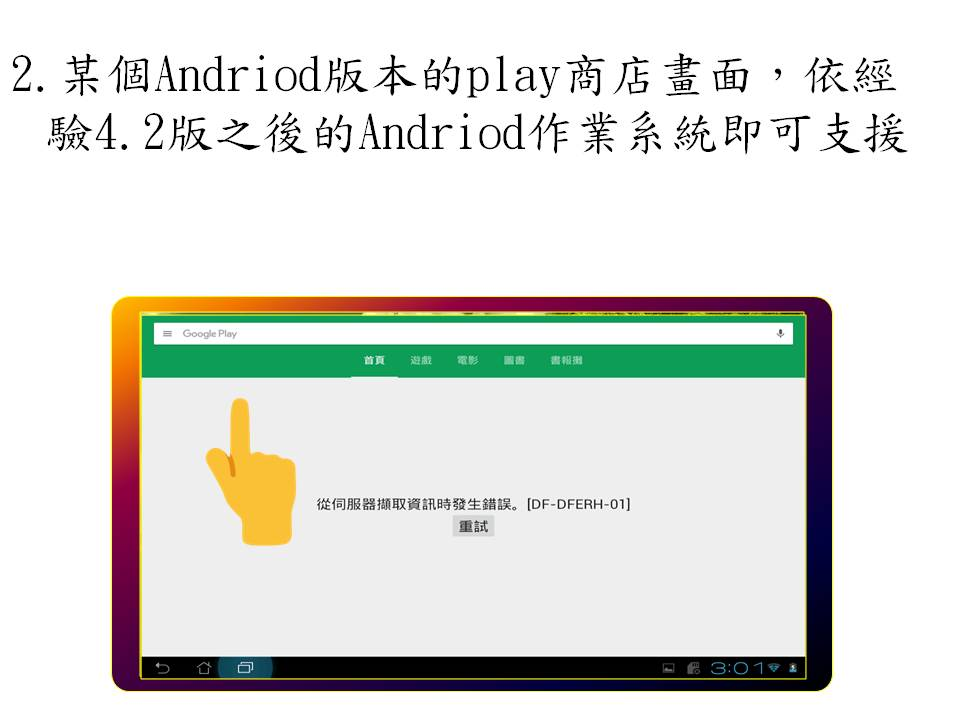 2.某個Andriod版本的play商店畫面，依經
驗4.2版之後的Andriod作業系統即可支援
Google Play
首頁 遊戲 電影 圖書 書報攤
從伺服器擷取資訊時發生錯誤。[DF-DFERH-01]
重試
3:01